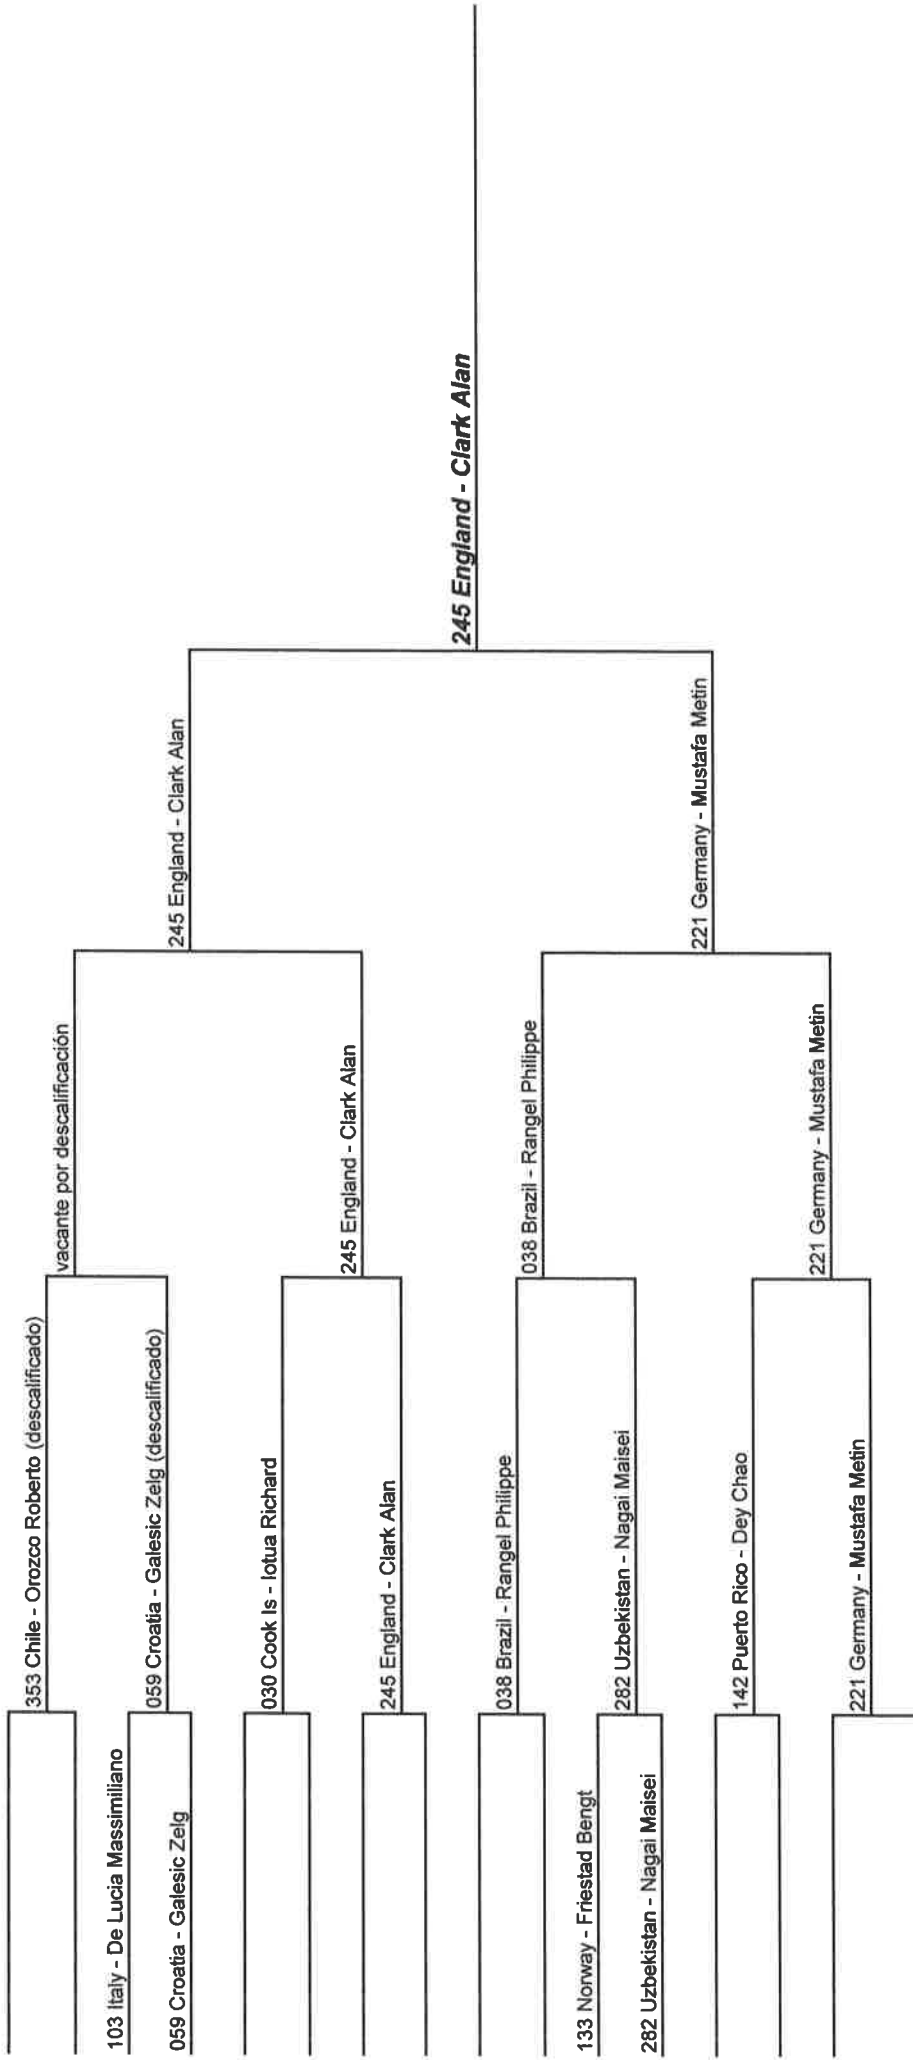 103 Italy - De Lucia Massimiliano
059 Croatia - Galesic Zelg
133 Norway - Friestad Bengt
282 Uzbekistan - Nagai Maisei
353 Chile - Orozco Roberto (descalificado)
059 Croatia - Galesic Zelg (descalificado)
030 Cook Is - Iotua Richard
245 England - Clark Alan
038 Brazil - Rangel Philippe
282 Uzbekistan - Nagai Maisei
142 Puerto Rico - Dey Chao
221 Germany - Mustafa Metin
vacante por descalificación
245 England - Clark Alan
038 Brazil - Rangel Philippe
221 Germany - Mustafa Metin
245 England - Clark Alan
221 Germany - Mustafa Metin
245 England - Clark Alan